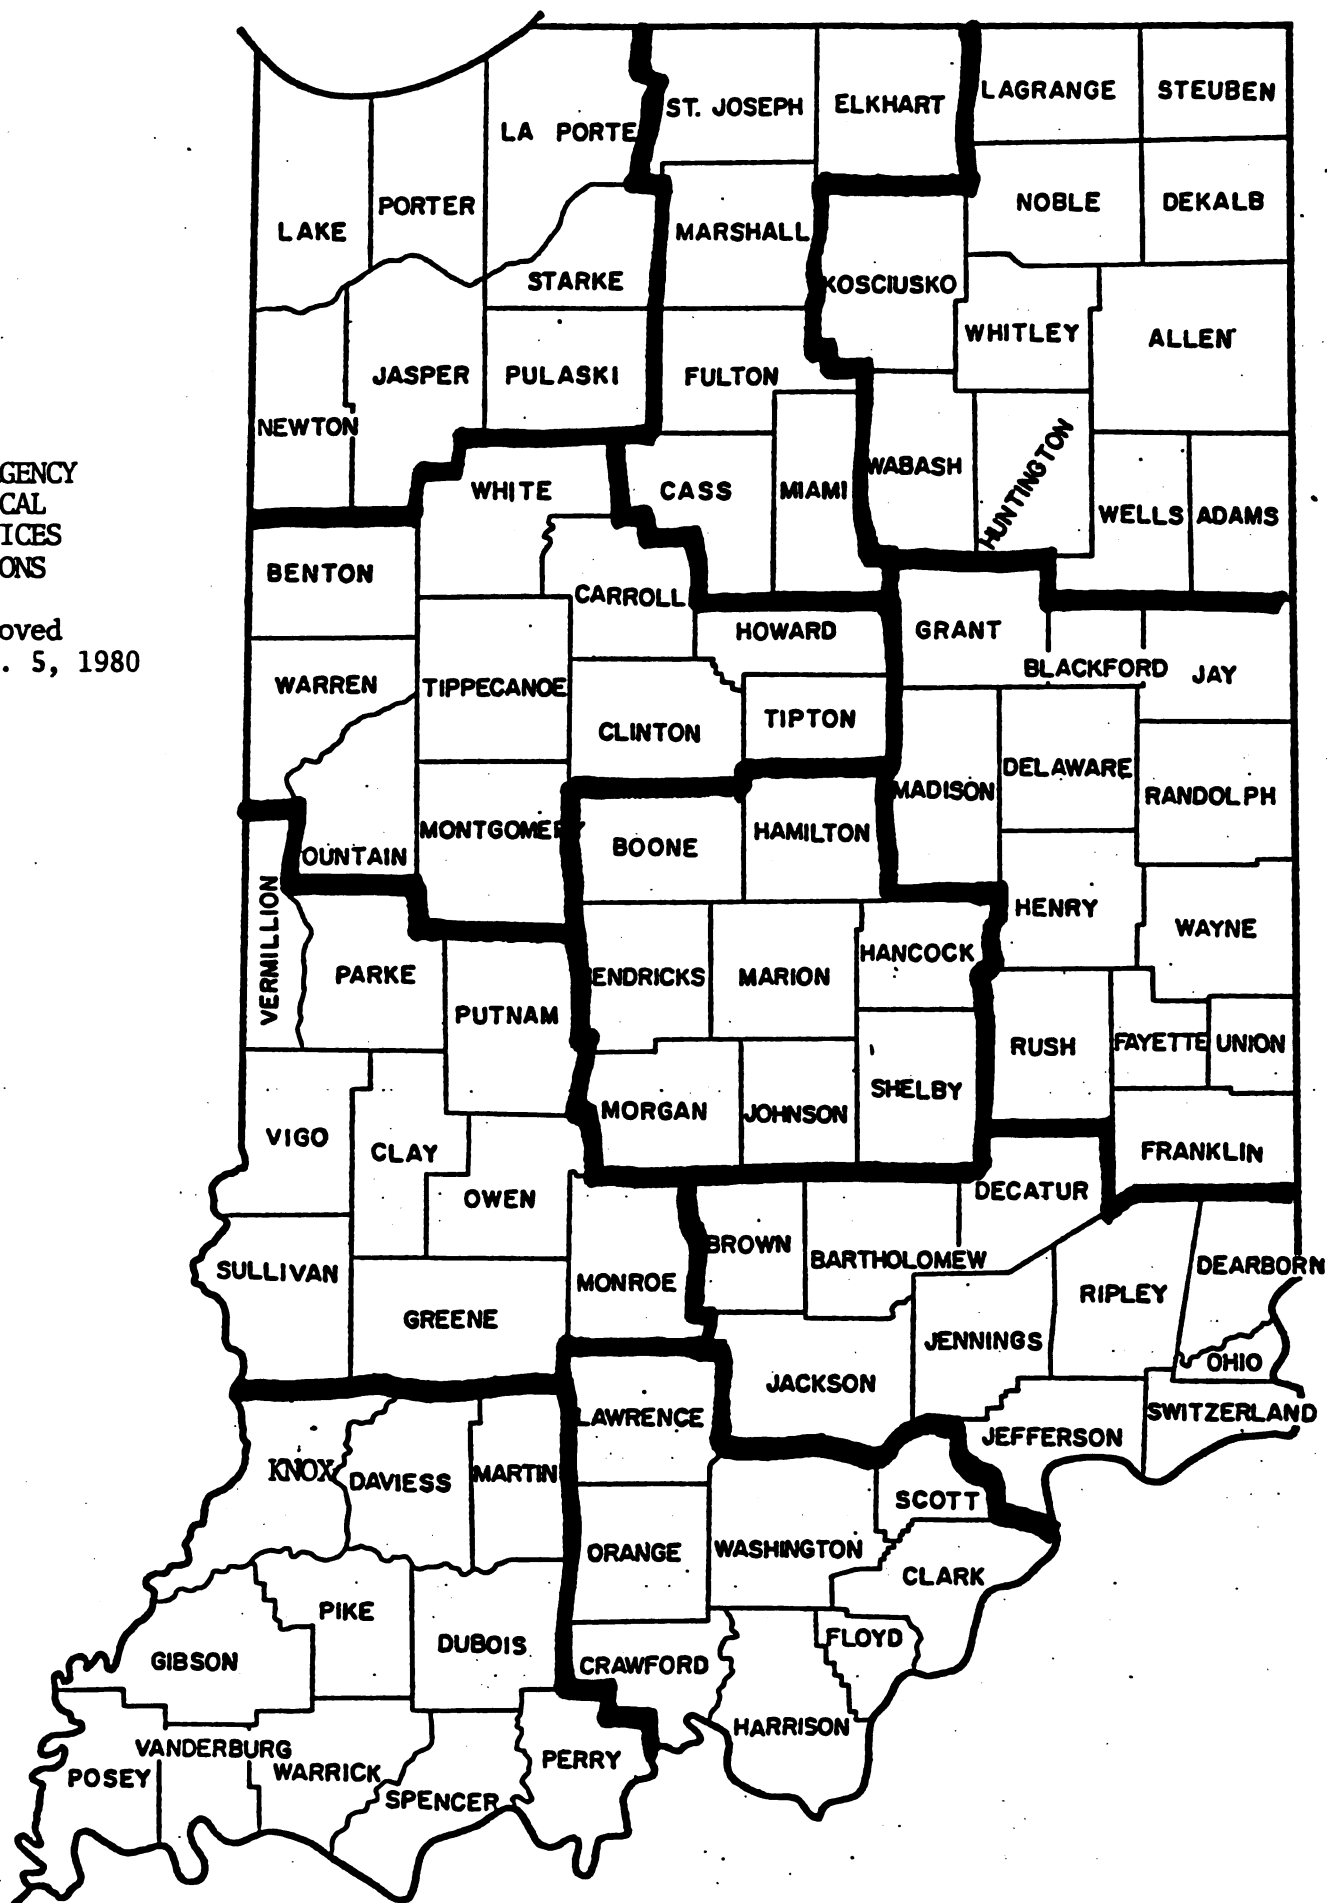 LAGRANGE
STEUBEN
ST. JOSEPH
ELKHART
LA PORTE
PORTER
LAKE
NOBLE
DEKALB
MARSHALL
STARKE
KOSCIUSKO
WHITLEY
ALLEN
JASPER
PULASKI
FULTON
NEWTON
GENCY
CAL
ICES
ONS
oved
. 5, 1980
WHITE
CASS
MIAMI
WABASH
HUNTINGTON
WELLS
ADAMS
BENTON
CARROLL
HOWARD
GRANT
BLACKFORD
JAY
WARREN
TIPPECANOE
CLINTON
TIPTON
MADISON
DELAWARE
RANDOLPH
MONTGOMERY
BOONE
HAMILTON
OUNTAIN
VERMILLION
HENRY
WAYNE
PARKE
ENDRICKS
MARION
HANCOCK
PUTNAM
RUSH
FAYETTE
UNION
MORGAN
JOHNSON
SHELBY
VIGO
CLAY
FRANKLIN
OWEN
DECATUR
BROWN
BARTHOLOMEW
DEARBORN
SULLIVAN
MONROE
RIPLEY
GREENE
JENNINGS
OHIO
JACKSON
SWITZERLAND
LAWRENCE
JEFFERSON
KNOX
DAVIESS
MARTIN
SCOTT
ORANGE
WASHINGTON
CLARK
PIKE
DUBOIS
FLOYD
GIBSON
CRAWFORD
HARRISON
VANDERBURG
POSEY
WARRICK
PERRY
SPENCER